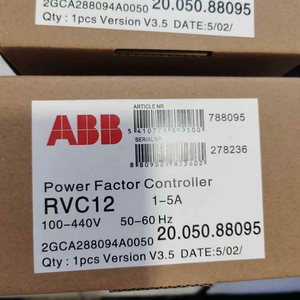 2GCA288094A0050 20.050.88095
Qty : 1pcs Version V3.5 DATE:5/02/
ABB
ARTICLE NR
788095
SERIAL NR
278236
Power Factor Controller
RVC12 1-5A
100-440V 50-60 Hz
2GCA288094A0050 20.050.88095
Qty : 1pcs Version V3.5 DATE:5/02/